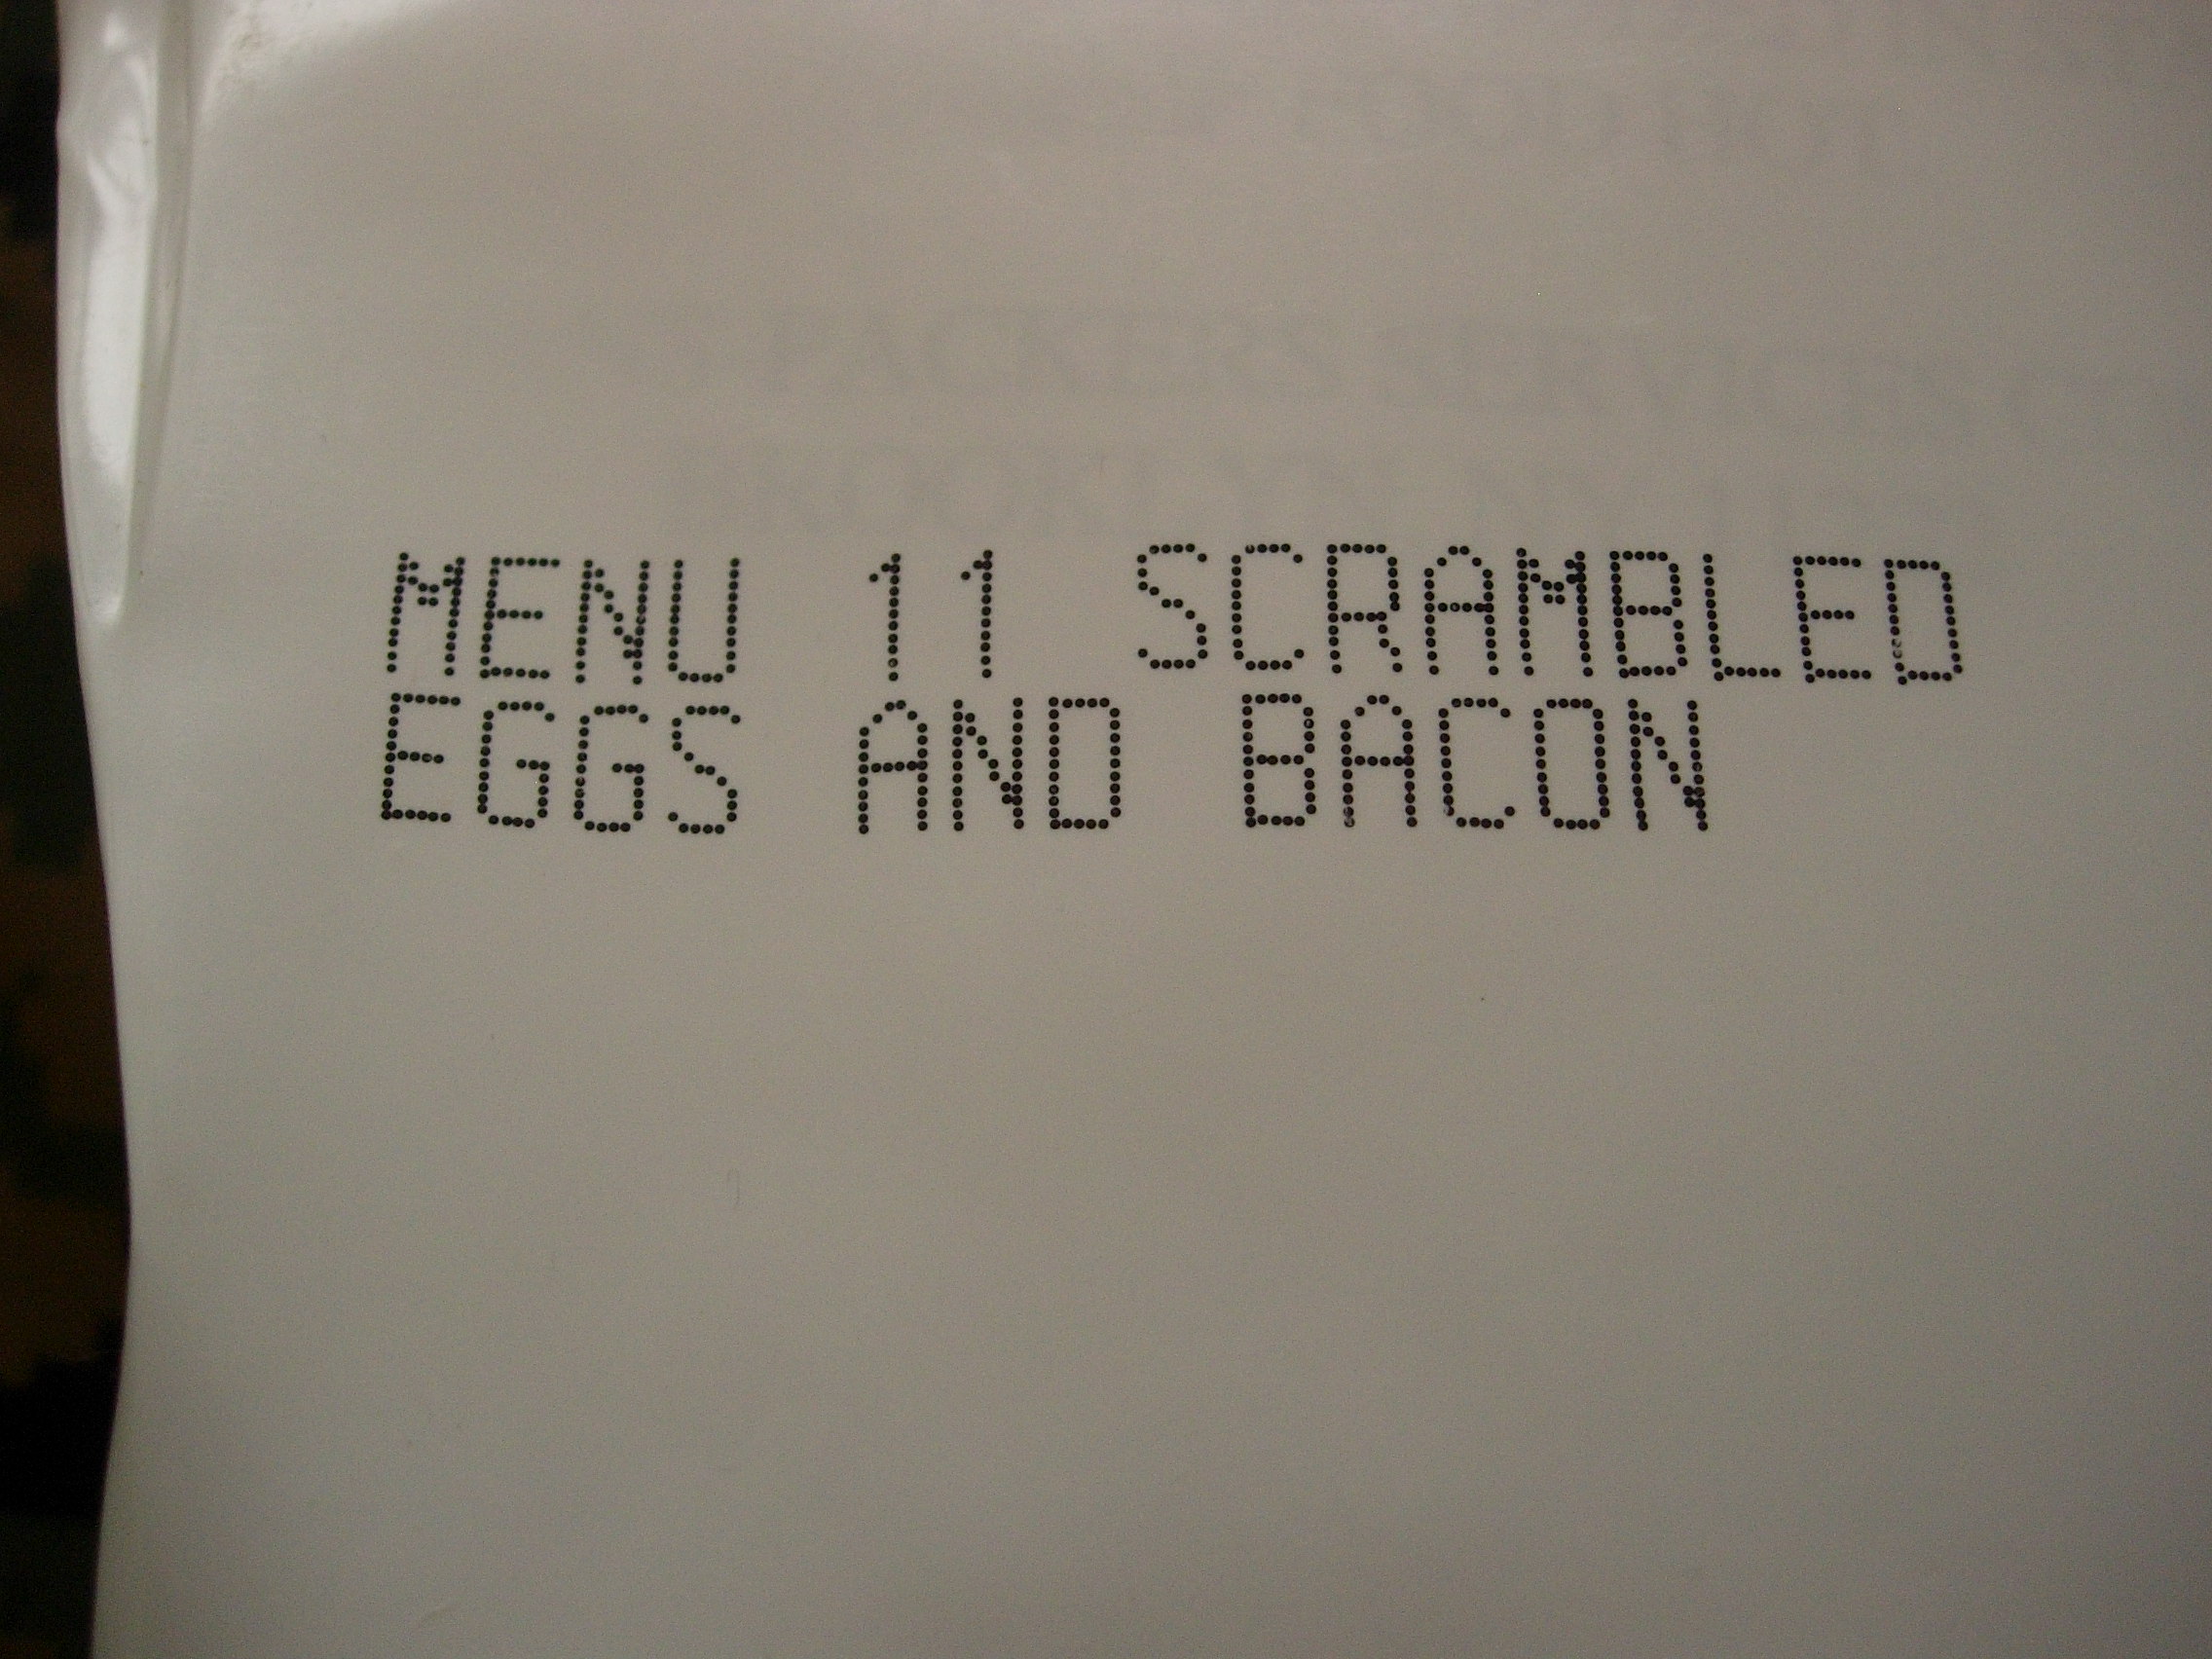 MENU 11 SCRAMBLED
EGGS AND BACON